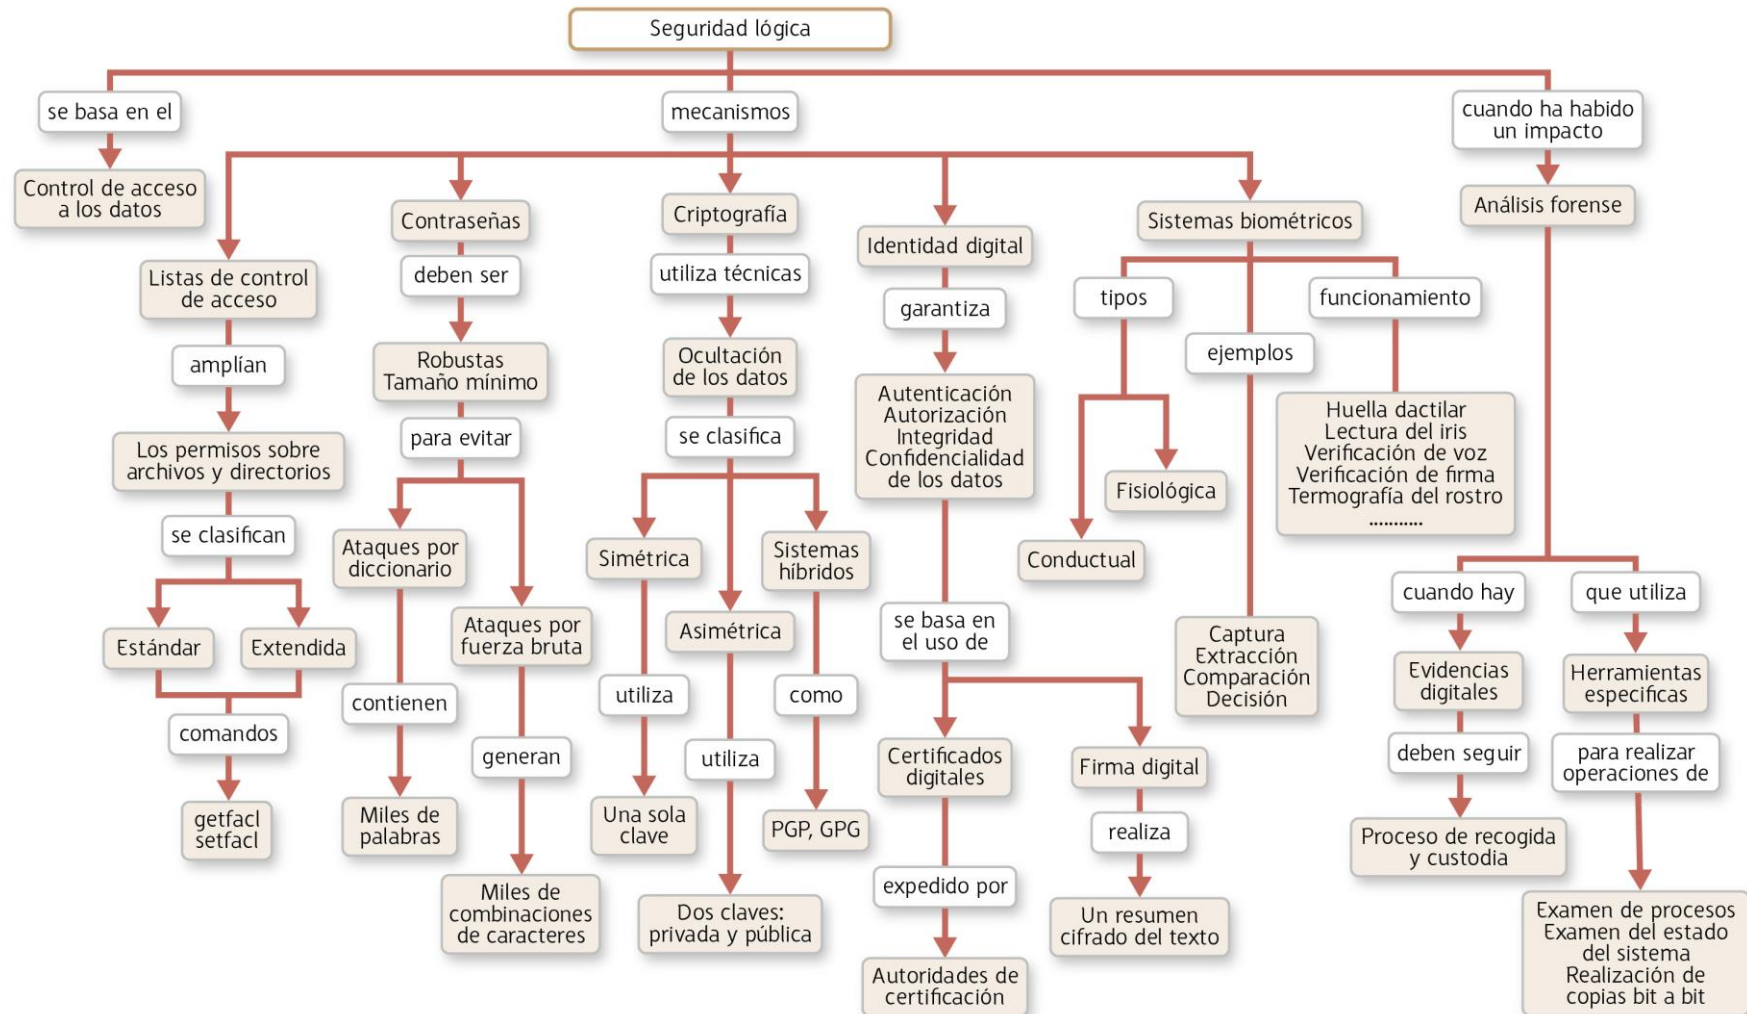 Seguridad lógica
se basa en el
mecanismos
cuando ha habido
un impacto
Control de acceso
a los datos
Contraseñas
Criptografía
Identidad digital
Sistemas biométricos
Análisis forense
Listas de control
de acceso
deben ser
utiliza técnicas
garantiza
tipos
ejemplos
funcionamiento
amplían
Robustas
Tamaño mínimo
Ocultación
de los datos
Autenticación
Autorización
Integridad
Confidencialidad
de los datos
Huella dactilar
Lectura del iris
Verificación de voz
Verificación de firma
Termografía del rostro
...........
Los permisos sobre
archivos y directorios
para evitar
se clasifica
Fisiológica
Conductual
se clasifican
Ataques por
diccionario
Simétrica
Sistemas
híbridos
cuando hay
que utiliza
Estándar
Extendida
Ataques por
fuerza bruta
Asimétrica
se basa en
el uso de
Captura
Extracción
Comparación
Decisión
Evidencias
digitales
Herramientas
especificas
comandos
contienen
utiliza
como
generan
utiliza
Certificados
digitales
Firma digital
deben seguir
para realizar
operaciones de
getfacl
setfacl
Miles de
palabras
Una sola
clave
PGP, GPG
realiza
Proceso de recogida
y custodia
Miles de
combinaciones
de caracteres
Dos claves:
privada y pública
expedido por
Un resumen
cifrado del texto
Autoridades de
certificación
Examen de procesos
Examen del estado
del sistema
Realización de
copias bit a bit